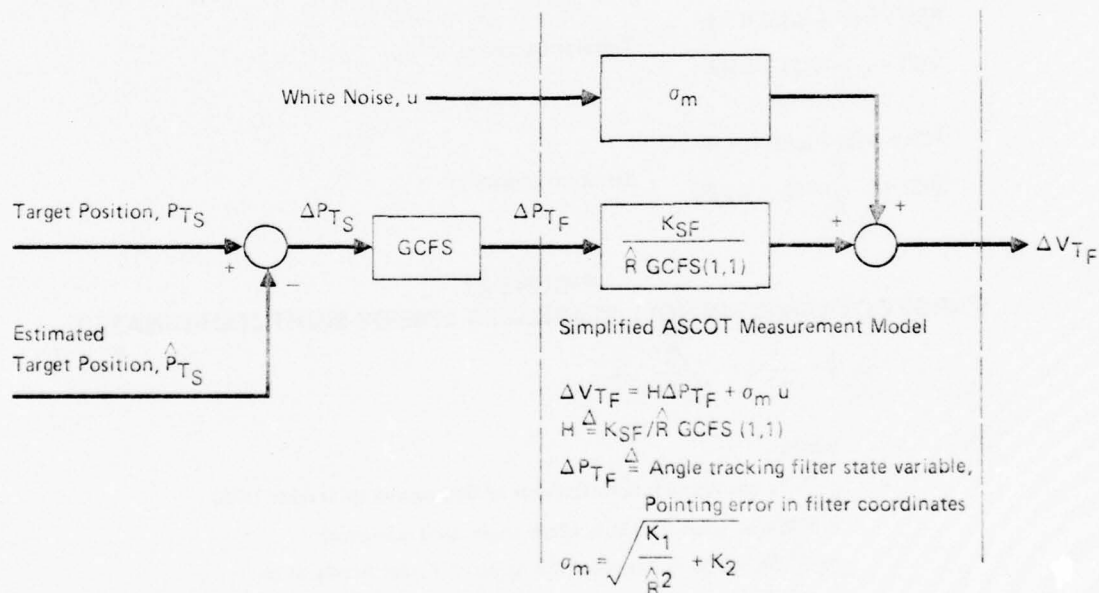 White Noise, u
σm
Target Position, PTS
ΔPTS
GCFS
ΔPTF
KSF
R̂ GCFS(1,1)
+
+
+
−
ΔVTF
Estimated
Target Position, P̂TS
Simplified ASCOT Measurement Model
ΔVTF = HΔPTF + σm u
H ≜ KSF/R̂ GCFS (1,1)
ΔPTF ≜ Angle tracking filter state variable,
Pointing error in filter coordinates
σm = √(K1/R̂2 + K2)